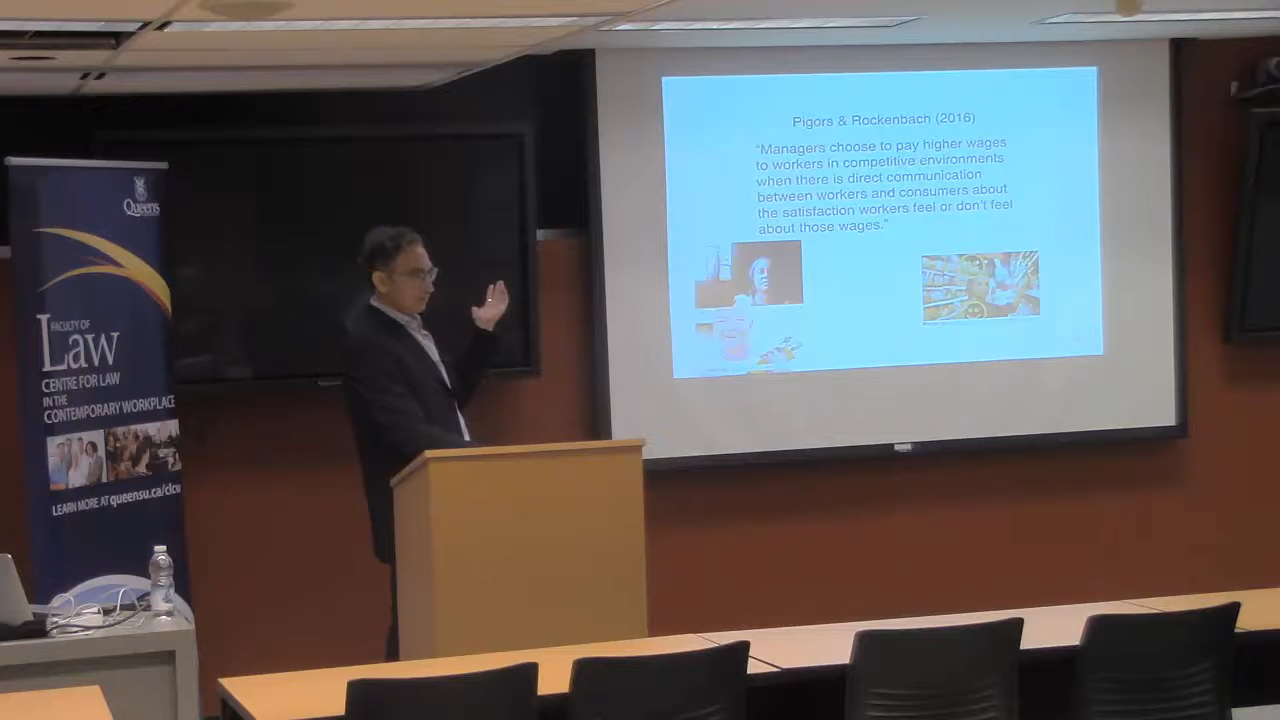 Queen's
FACULTY OF
Law
CENTRE FOR LAW
IN THE
CONTEMPORARY WORKPLACE
LEARN MORE AT queensu.ca/clcw
Pigors & Rockenbach (2016)
“Managers choose to pay higher wages
to workers in competitive environments
when there is direct communication
between workers and consumers about
the satisfaction workers feel or don’t feel
about those wages.”